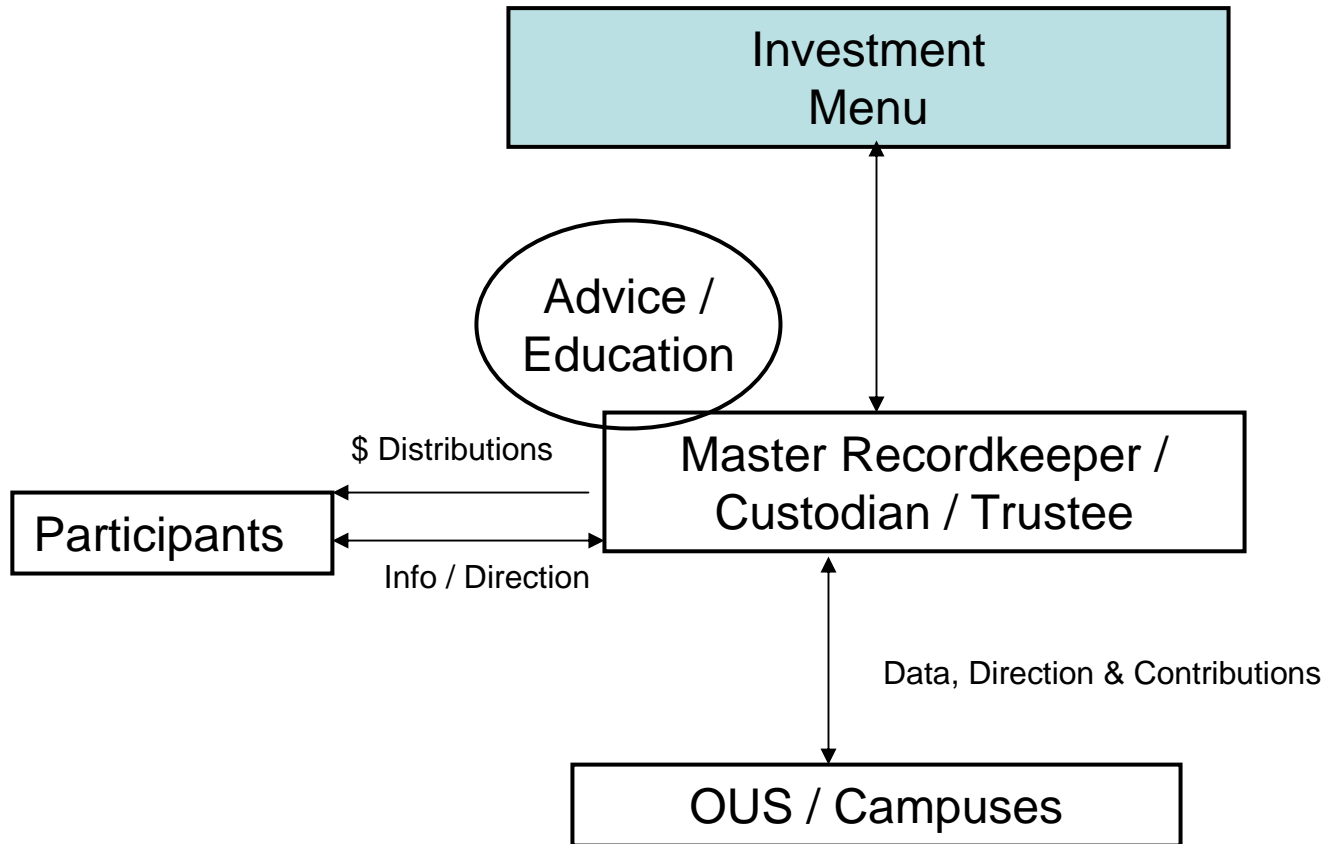 Investment
Menu
Advice /
Education
$ Distributions
Master Recordkeeper /
Custodian / Trustee
Participants
Info / Direction
Data, Direction & Contributions
OUS / Campuses